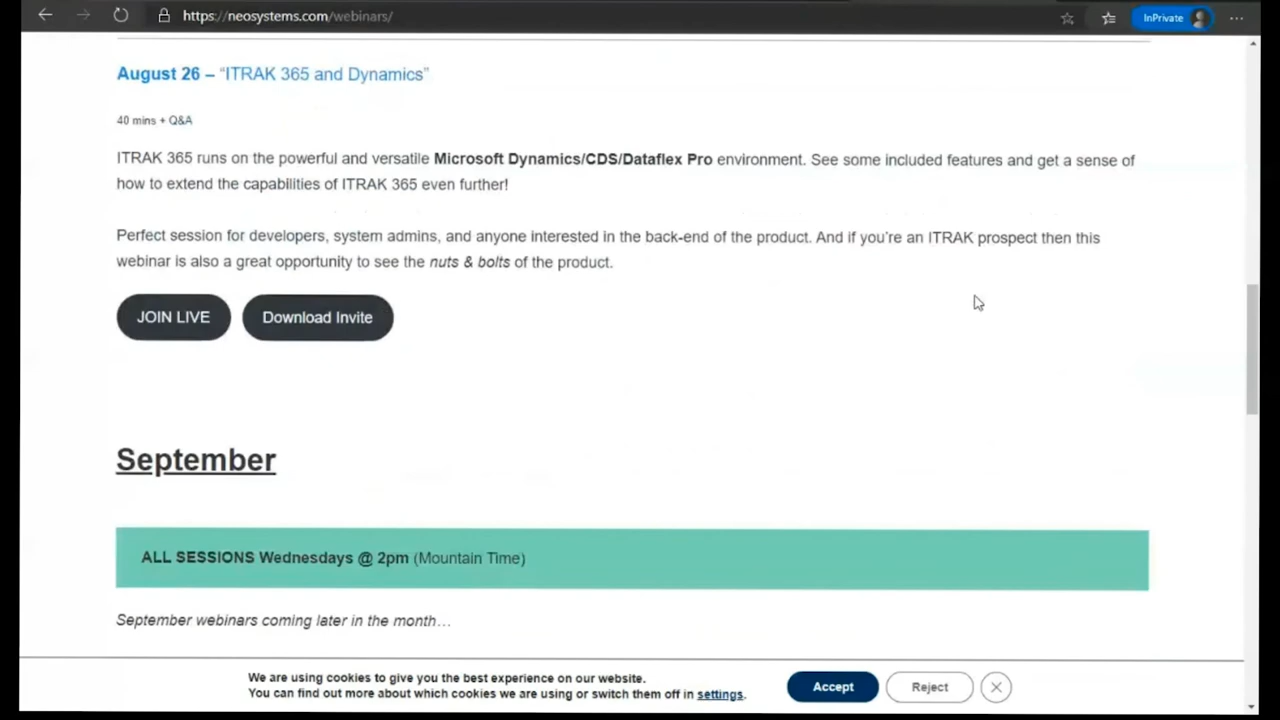 https://neosystems.com/webinars/
InPrivate
August 26 – “ITRAK 365 and Dynamics”
40 mins + Q&A
ITRAK 365 runs on the powerful and versatile Microsoft Dynamics/CDS/Dataflex Pro environment. See some included features and get a sense of
how to extend the capabilities of ITRAK 365 even further!
Perfect session for developers, system admins, and anyone interested in the back-end of the product. And if you’re an ITRAK prospect then this
webinar is also a great opportunity to see the nuts & bolts of the product.
JOIN LIVE
Download Invite
September
ALL SESSIONS Wednesdays @ 2pm (Mountain Time)
September webinars coming later in the month…
We are using cookies to give you the best experience on our website.
You can find out more about which cookies we are using or switch them off in settings.
Accept
Reject